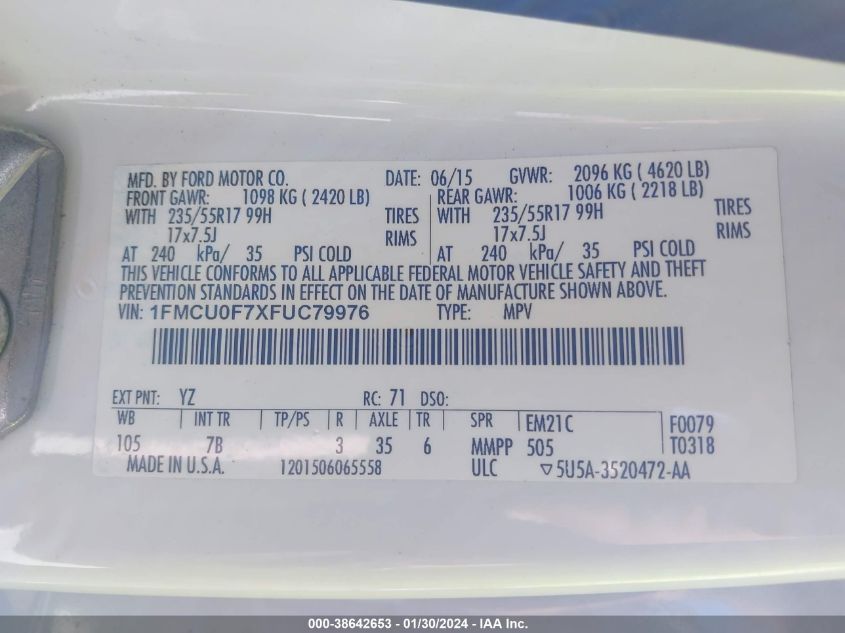 MFD. BY FORD MOTOR CO. DATE: 06/15 GVWR: 2096 KG ( 4620 LB)
FRONT GAWR: 1098 KG ( 2420 LB) REAR GAWR: 1006 KG ( 2218 LB)
WITH 235/55R17 99H TIRES WITH 235/55R17 99H TIRES
17x7.5J RIMS 17x7.5J RIMS
AT 240 kPa/ 35 PSI COLD AT 240 kPa/ 35 PSI COLD
THIS VEHICLE CONFORMS TO ALL APPLICABLE FEDERAL MOTOR VEHICLE SAFETY AND THEFT
PREVENTION STANDARDS IN EFFECT ON THE DATE OF MANUFACTURE SHOWN ABOVE.
VIN: 1FMCU0F7XFUC79976 TYPE: MPV
EXT PNT: YZ RC: 71 DSO:
WB INT TR TP/PS R AXLE TR SPR EM21C F0079
105 7B 3 35 6 MMPP 505 T0318
MADE IN U.S.A. 1201506065558 ULC ▽5U5A-3520472-AA
000-38642653 - 01/30/2024 - IAA Inc.